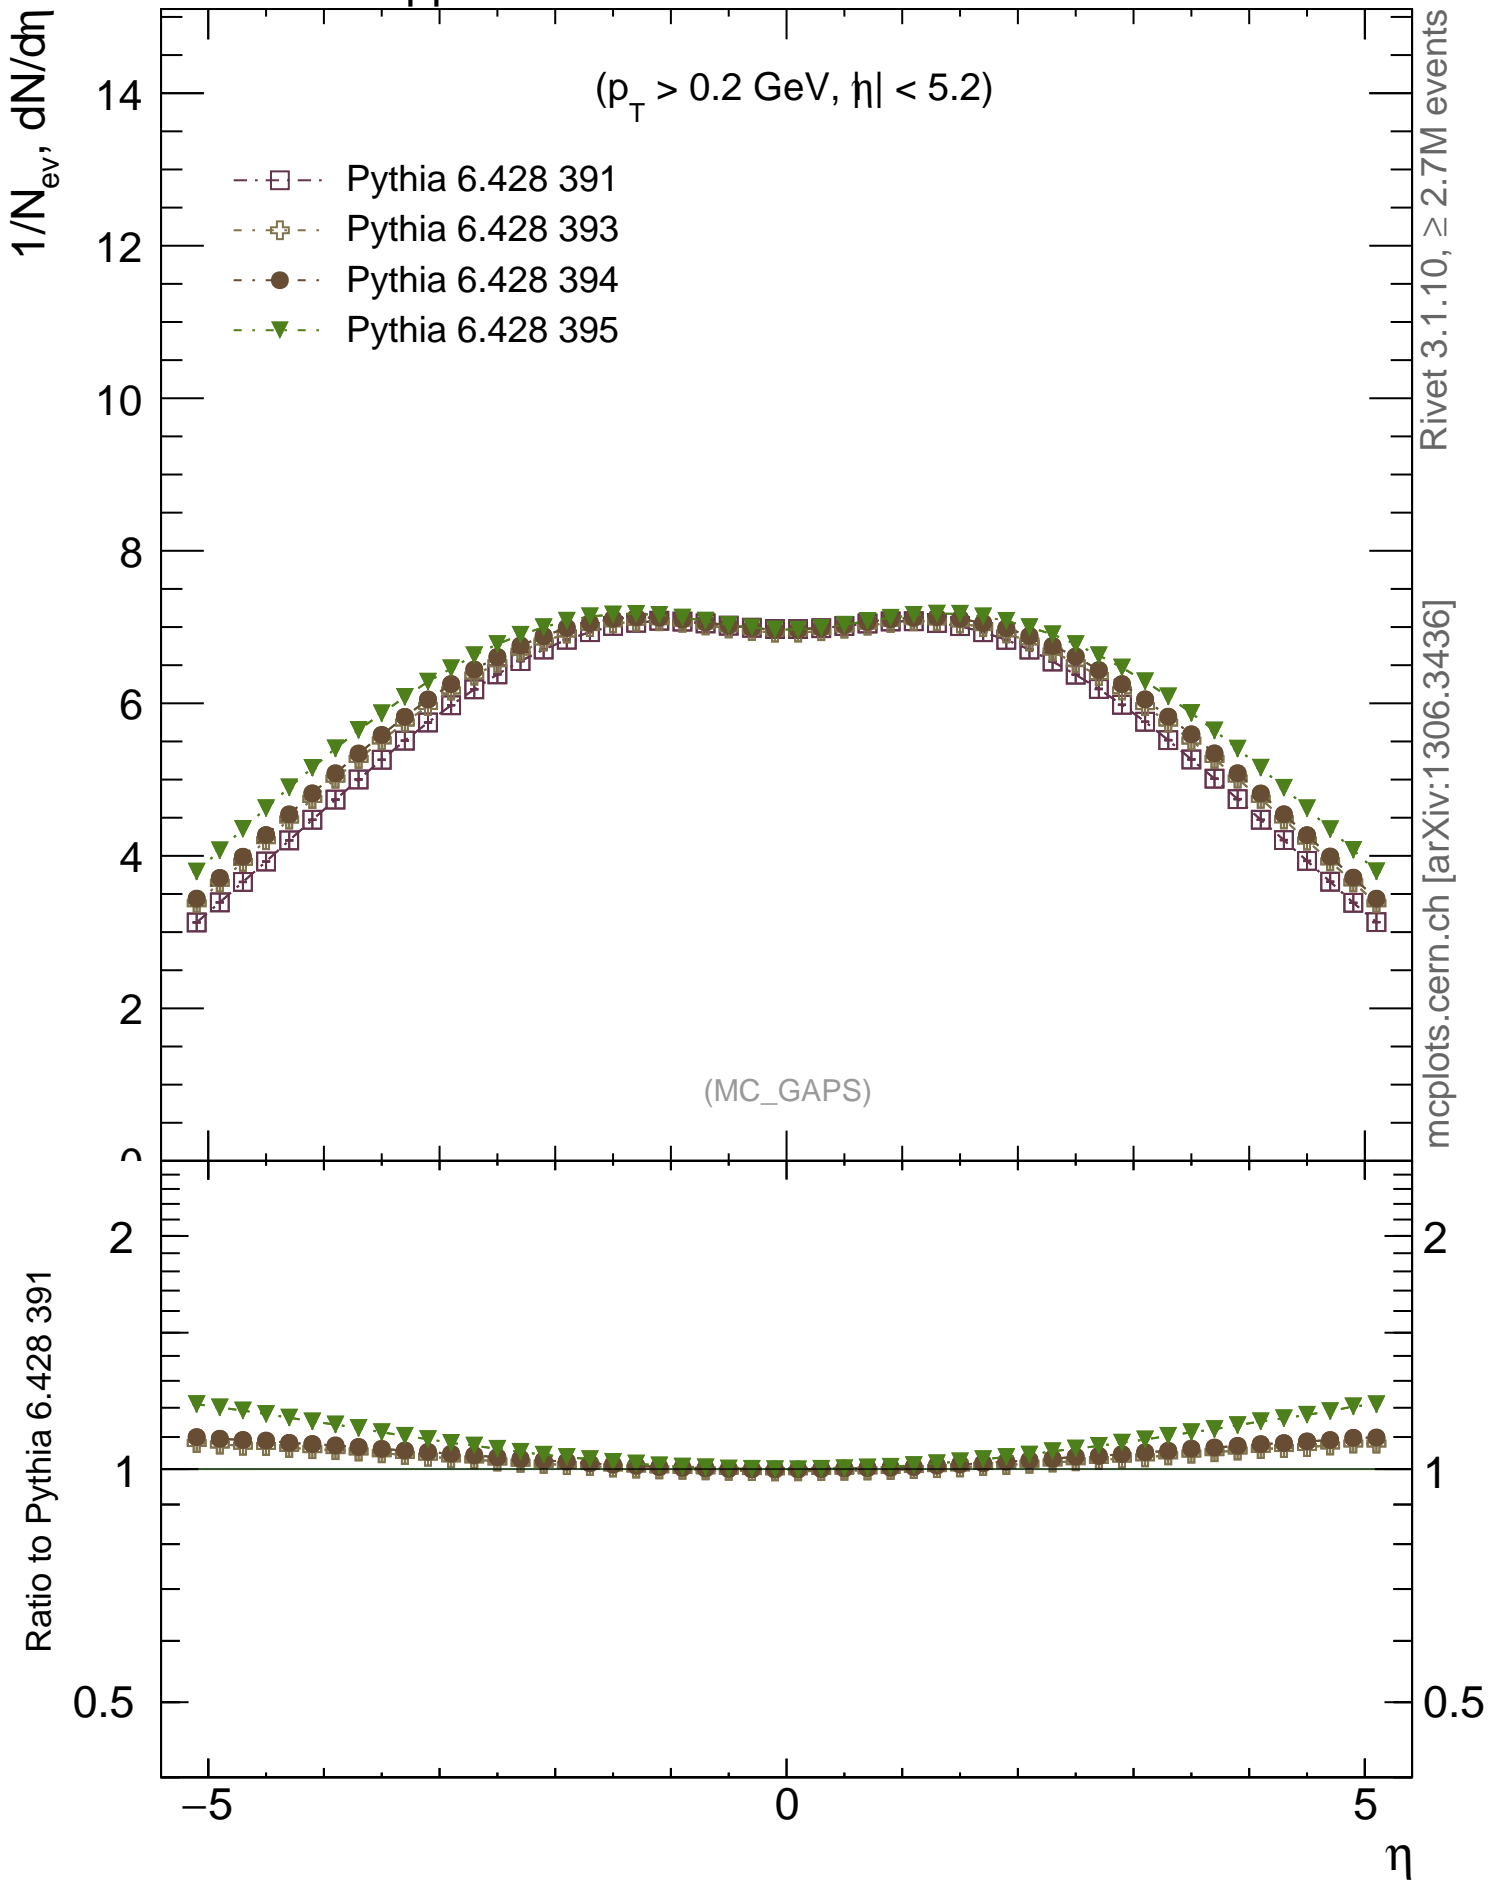 1/N_ev, dN/dη
(p_T > 0.2 GeV, |η| < 5.2)
Pythia 6.428 391
Pythia 6.428 393
Pythia 6.428 394
Pythia 6.428 395
14
12
10
8
6
4
2
0
(MC_GAPS)
Rivet 3.1.10, ≥ 2.7M events
mcplots.cern.ch [arXiv:1306.3436]
Ratio to Pythia 6.428 391
2
1
0.5
2
1
0.5
−5
0
5
η